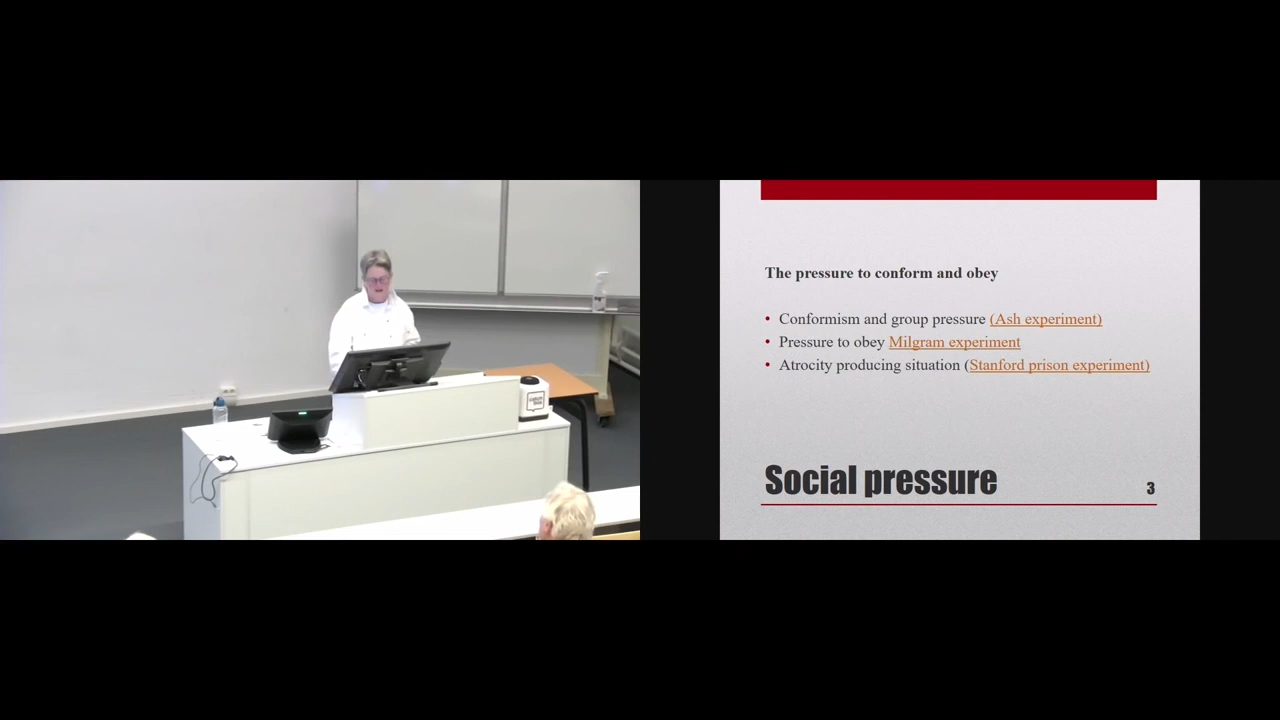 The pressure to conform and obey
• Conformism and group pressure (Ash experiment)
• Pressure to obey Milgram experiment
• Atrocity producing situation (Stanford prison experiment)
Social pressure
3